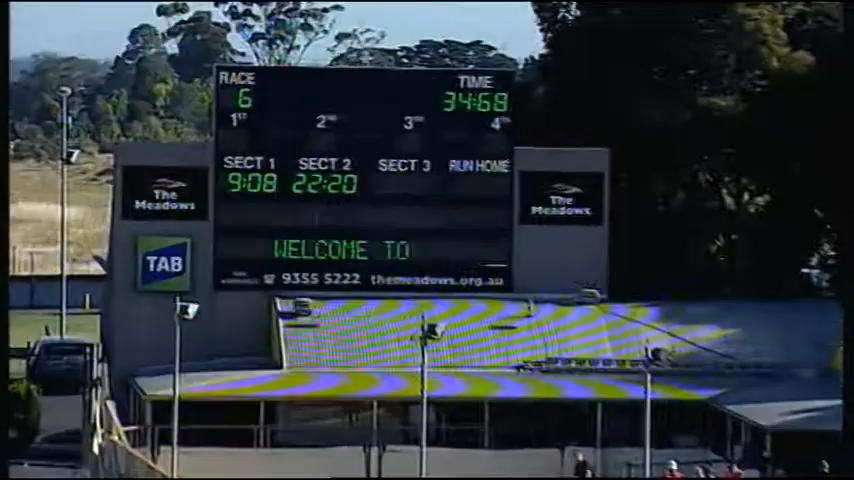 RACE TIME
6 34:68
1ST 2ND 3RD 4TH
SECT 1 SECT 2 SECT 3 RUN HOME
9:08 22:20
The Meadows
The Meadows
WELCOME TO
TAB
9355 5222 themeadows.org.au